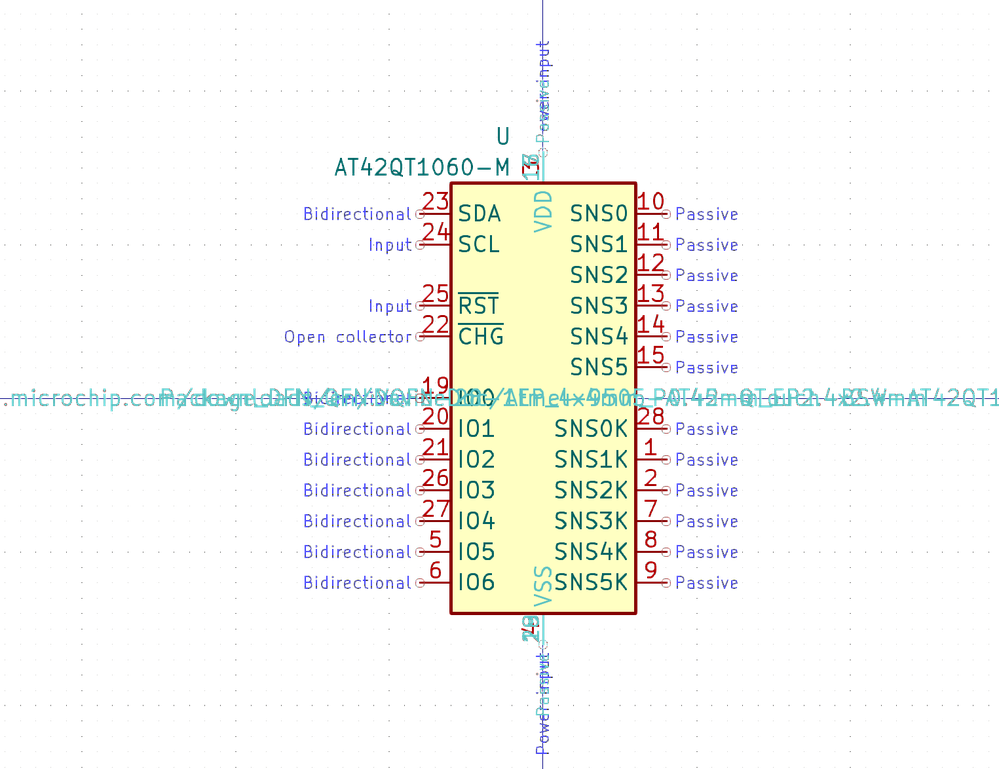 Power input
U
AT42QT1060-M
VDD
Bidirectional 23 SDA SNS0 10 Passive
Input 24 SCL SNS1 11 Passive
SNS2 12 Passive
Input 25 RST SNS3 13 Passive
Open collector 22 CHG SNS4 14 Passive
SNS5 15 Passive
19
Bidirectional 20 IO1 SNS0K 28 Passive
Bidirectional 21 IO2 SNS1K 1 Passive
Bidirectional 26 IO3 SNS2K 2 Passive
Bidirectional 27 IO4 SNS3K 7 Passive
Bidirectional 5 IO5 SNS4K 8 Passive
Bidirectional 6 IO6 SNS5K 9 Passive
VSS
Power input